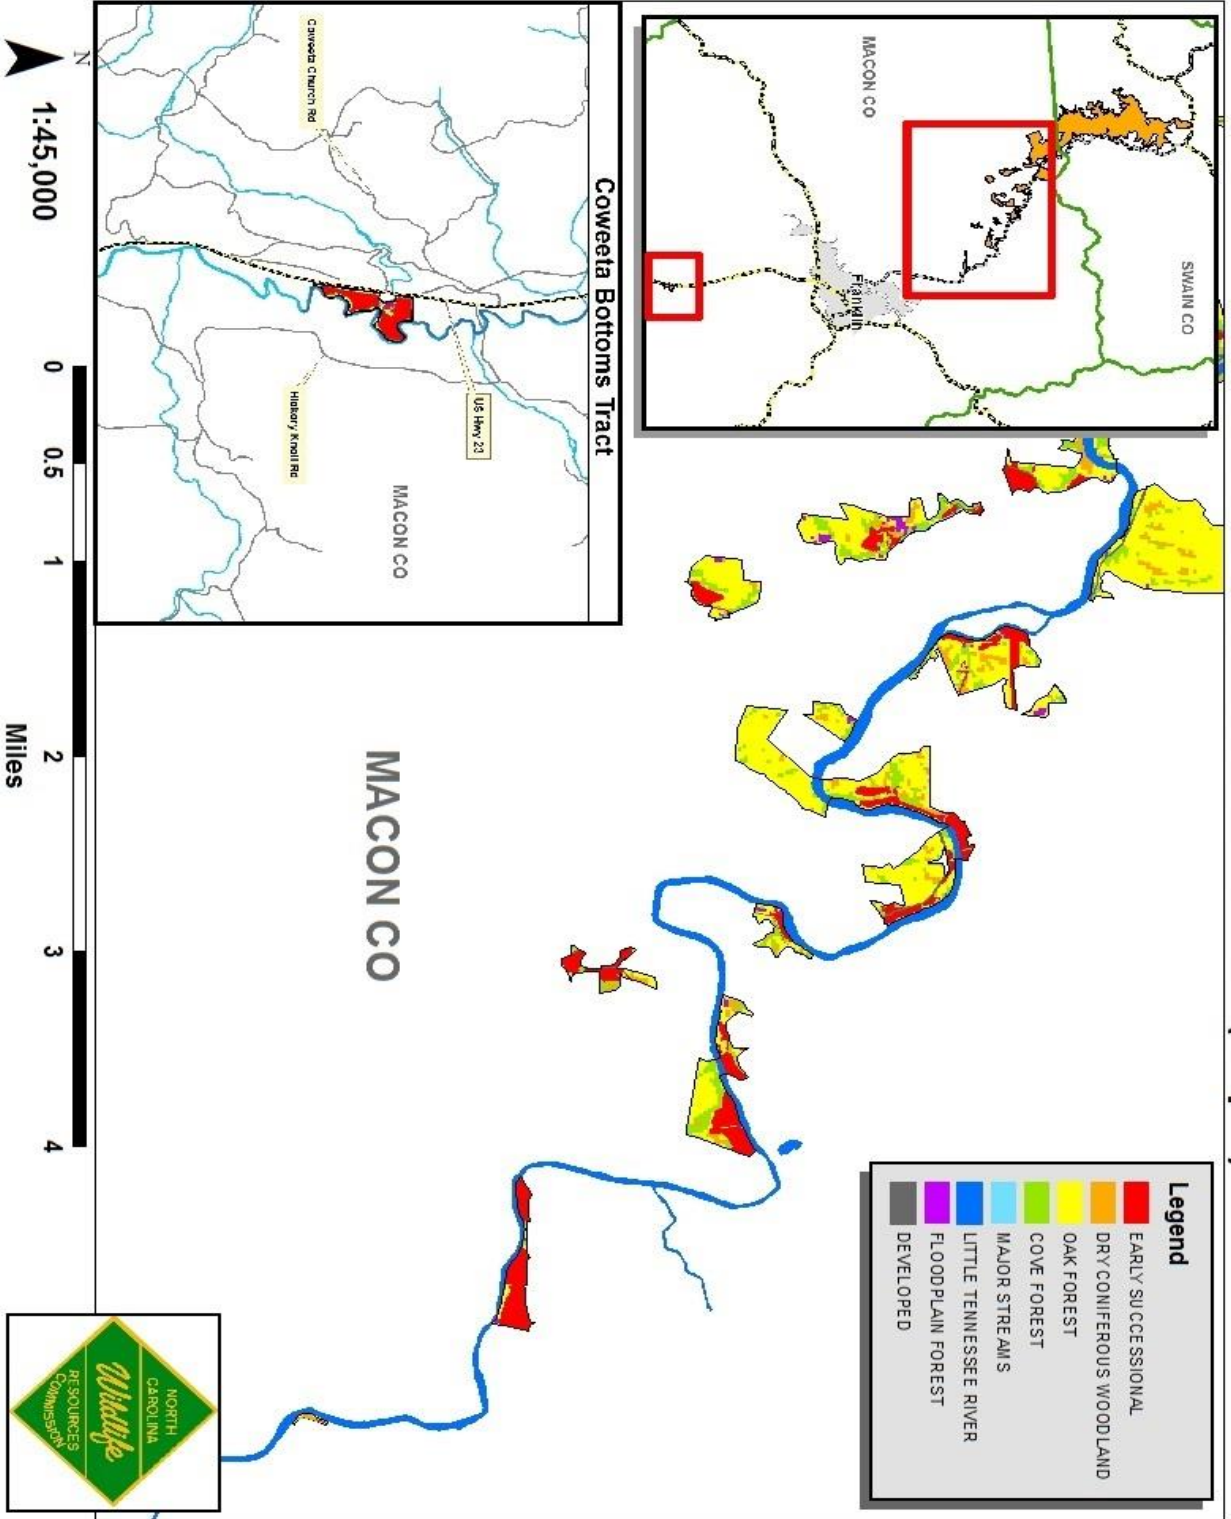 MACON CO
SWAIN CO
Franklin
Legend
EARLY SUCCESSIONAL
DRY CONIFEROUS WOODLAND
OAK FOREST
COVE FOREST
MAJOR STREAMS
LITTLE TENNESSEE RIVER
FLOODPLAIN FOREST
DEVELOPED
Coweeta Bottoms Tract
Coweeta Church Rd
US Hwy 23
Hickory Knoll Rd
MACON CO
MACON CO
N
1:45,000
0 0.5 1 2 3 4
Miles
NORTH
CAROLINA
Wildlife
RESOURCES
COMMISSION